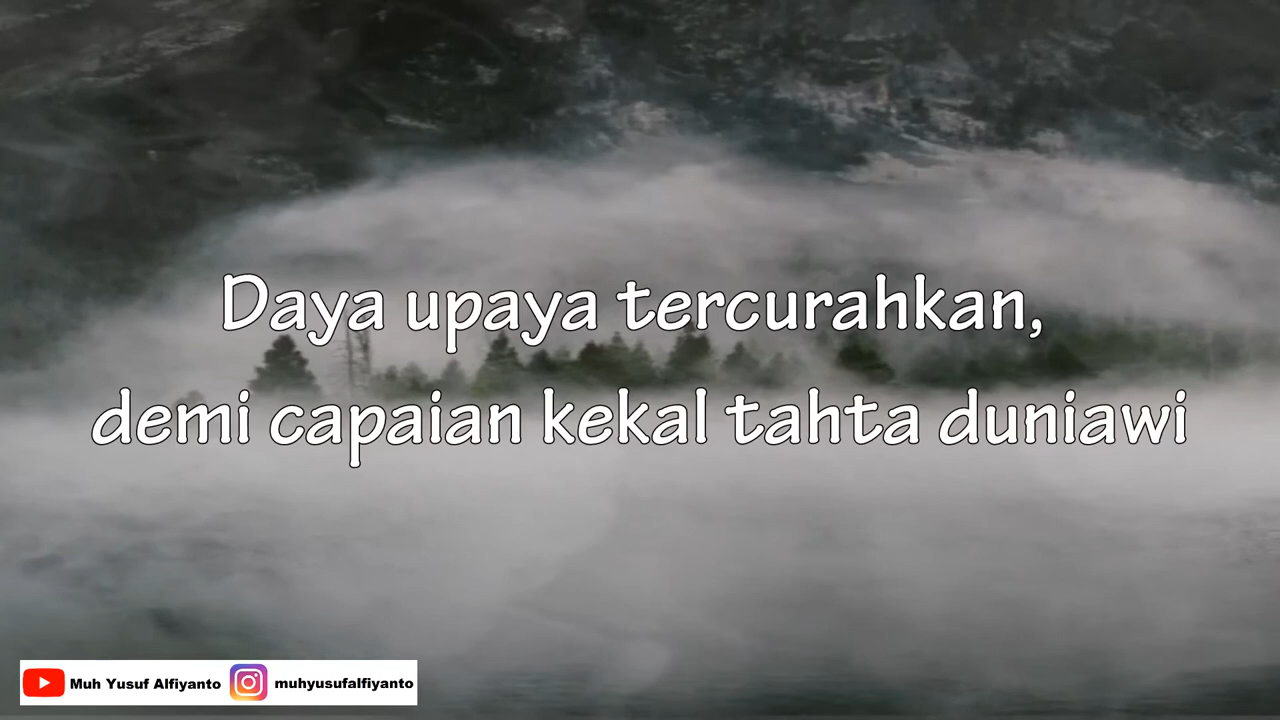 Daya upaya tercurahkan,
demi capaian kekal tahta duniawi
Muh Yusuf Alfiyanto muhyusufalfiyanto